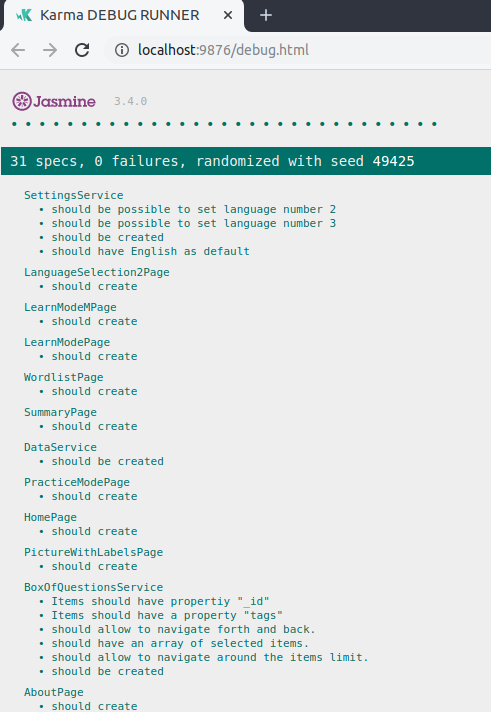 Karma DEBUG RUNNER
localhost:9876/debug.html
Jasmine 3.4.0
• • • • • • • • • • • • • • • • • • • • • • • • • • • • • • •
31 specs, 0 failures, randomized with seed 49425
SettingsService
• should be possible to set language number 2
• should be possible to set language number 3
• should be created
• should have English as default
LanguageSelection2Page
• should create
LearnModeMPage
• should create
LearnModePage
• should create
WordlistPage
• should create
SummaryPage
• should create
DataService
• should be created
PracticeModePage
• should create
HomePage
• should create
PictureWithLabelsPage
• should create
BoxOfQuestionsService
• Items should have propertiy "_id"
• Items should have a property "tags"
• should allow to navigate forth and back.
• should have an array of selected items.
• should allow to navigate around the items limit.
• should be created
AboutPage
• should create